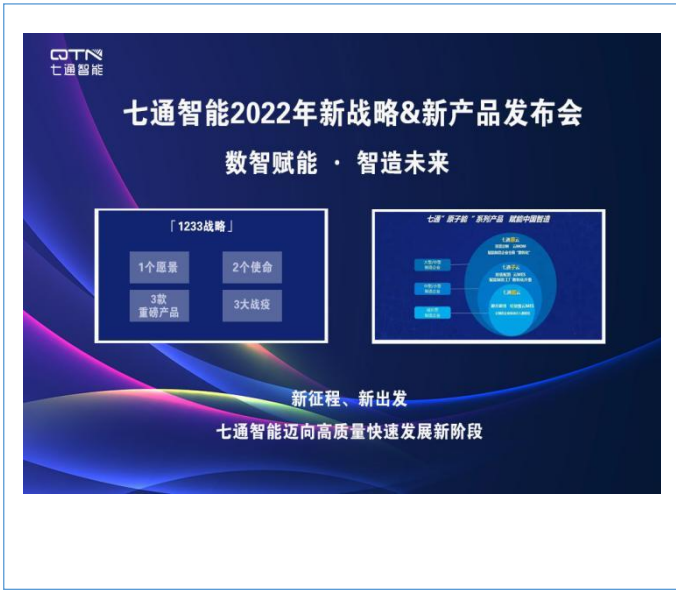 QTN
七通智能
七通智能2022年新战略&新产品发布会
数智赋能 · 智造未来
「1233战略」
1个愿景
2个使命
3款
重磅产品
3大战疫
七通“原子能“系列产品 赋能中国智造
新征程、新出发
七通智能迈向高质量快速发展新阶段